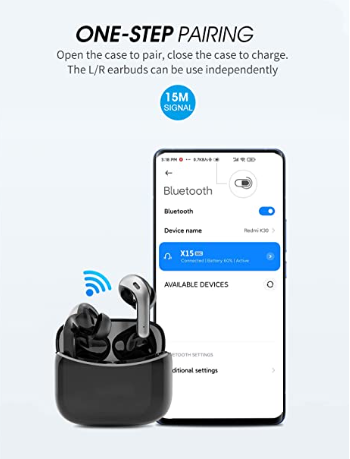 ONE-STEP PAIRING
Open the case to pair, close the case to charge.
The L/R earbuds can be use independently
15M
SIGNAL
Bluetooth
Bluetooth
Device name
Redmi K30
X15
Connected | Battery 60% | Active
AVAILABLE DEVICES
ETOOTH SETTINGS
ditional settings